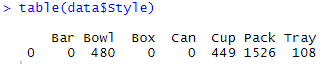 > table(data$Style)
Bar Bowl Box Can Cup Pack Tray
0 0 480 0 0 449 1526 108